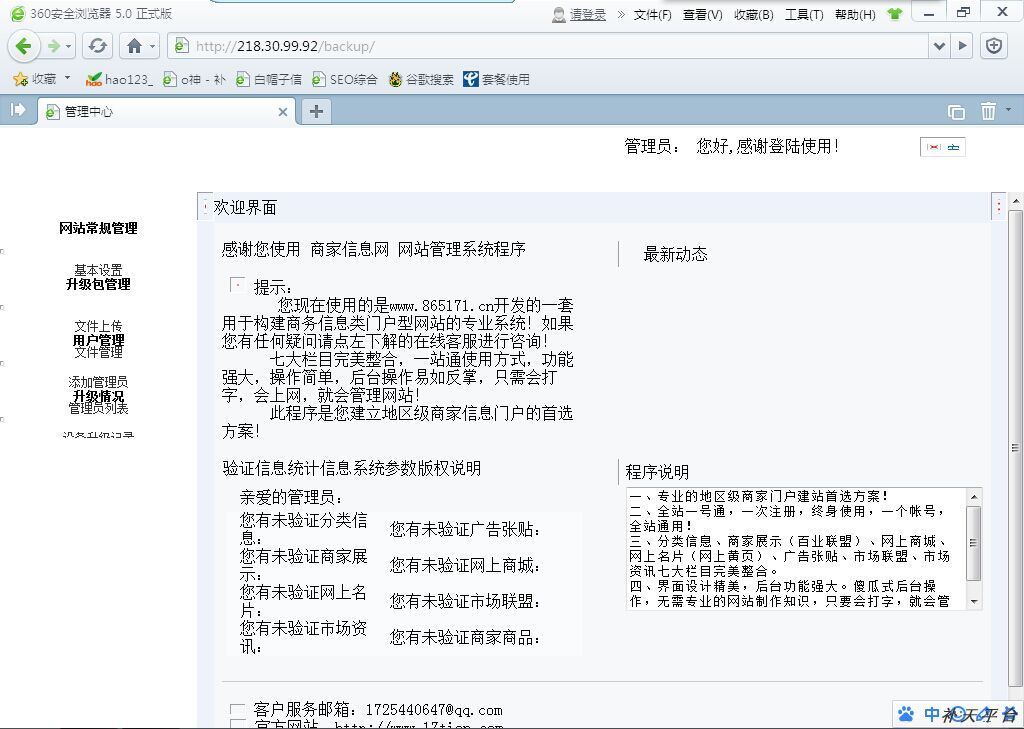 360安全浏览器 5.0 正式版
请登录 » 文件(F) 查看(V) 收藏(B) 工具(T) 帮助(H)
http://218.30.99.92/backup/
收藏 hao123_ o神 - 补 白帽子信 SEO综合 谷歌搜索 套餐使用
管理中心
管理员: 您好,感谢登陆使用!
网站常规管理
基本设置
升级包管理
文件上传
用户管理
文件管理
添加管理员
升级情况
管理员列表
设备升级记录
欢迎界面
感谢您使用 商家信息网 网站管理系统程序
提示:
您现在使用的是www.865171.cn开发的一套
用于构建商务信息类门户型网站的专业系统! 如果
您有任何疑问请点左下解的在线客服进行咨询!
七大栏目完美整合, 一站通使用方式, 功能
强大, 操作简单, 后台操作易如反掌, 只需会打
字, 会上网, 就会管理网站!
此程序是您建立地区级商家信息门户的首选
方案!
最新动态
验证信息统计信息系统参数版权说明
亲爱的管理员:
您有未验证分类信
息:
您有未验证广告张贴:
您有未验证商家展
示:
您有未验证网上商城:
您有未验证网上名
片:
您有未验证市场联盟:
您有未验证市场资
讯:
您有未验证商家商品:
程序说明
一、专业的地区级商家门户建站首选方案!
二、全站一号通, 一次注册, 终身使用, 一个帐号,
全站通用!
三、分类信息、商家展示（百业联盟）、网上商城、
网上名片（网上黄页）、广告张贴、市场联盟、市场
资讯七大栏目完美整合。
四、界面设计精美, 后台功能强大。傻瓜式后台操
作, 无需专业的网站制作知识, 只要会打字, 就会管
客户服务邮箱: 1725440647@qq.com
官方网站
中
补天平台